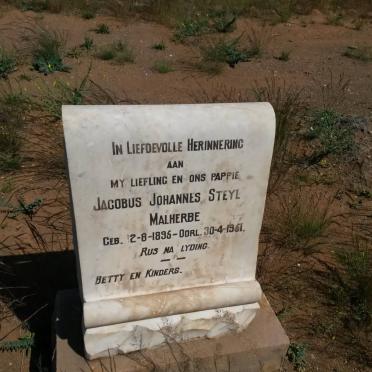 IN LIEFDEVOLLE HERINNERING
AAN
MY LIEFLING EN ONS PAPPIE
JACOBUS JOHANNES STEYL
MALHERBE
GEB. 12-8-1896 - OORL. 30-4-1961.
RUS NA LYDING.
BETTY EN KINDERS.